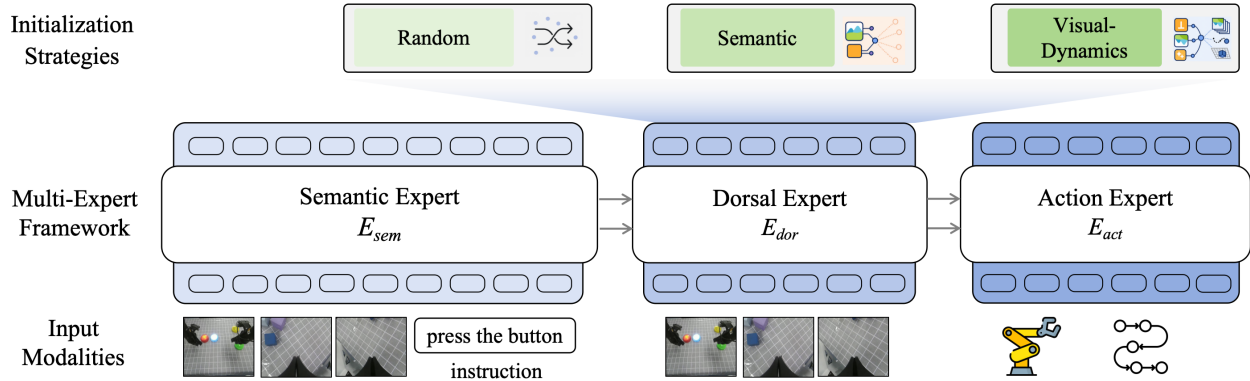 Initialization
Strategies
Random
Semantic
Visual-
Dynamics
Multi-Expert
Framework
Semantic Expert
E_sem
Dorsal Expert
E_dor
Action Expert
E_act
Input
Modalities
press the button
instruction